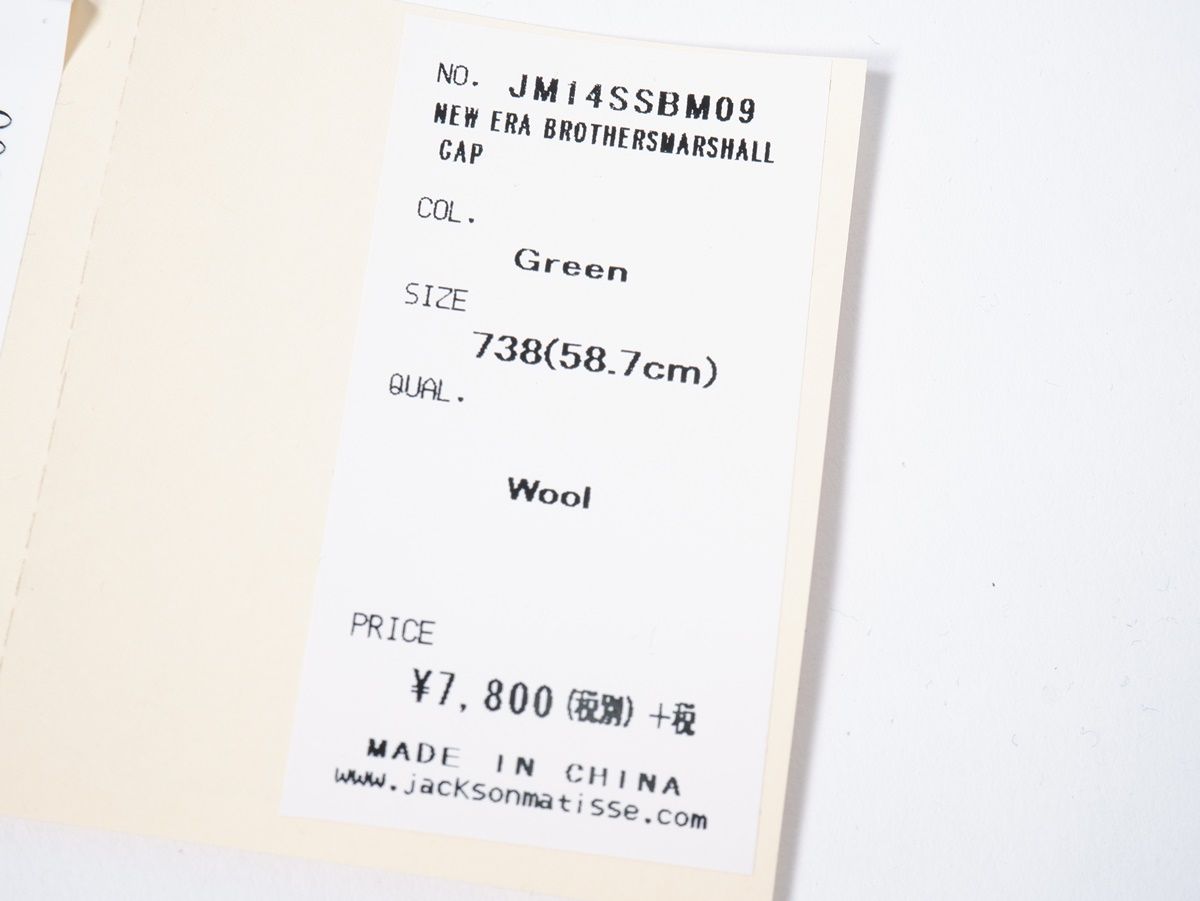 NO. JM14SSBM09
NEW ERA BROTHERSMARSHALL
CAP
COL.
Green
SIZE
738(58.7cm)
QUAL.
Wool
PRICE
¥7,800(税別)+税
MADE IN CHINA
www.jacksonmatisse.com